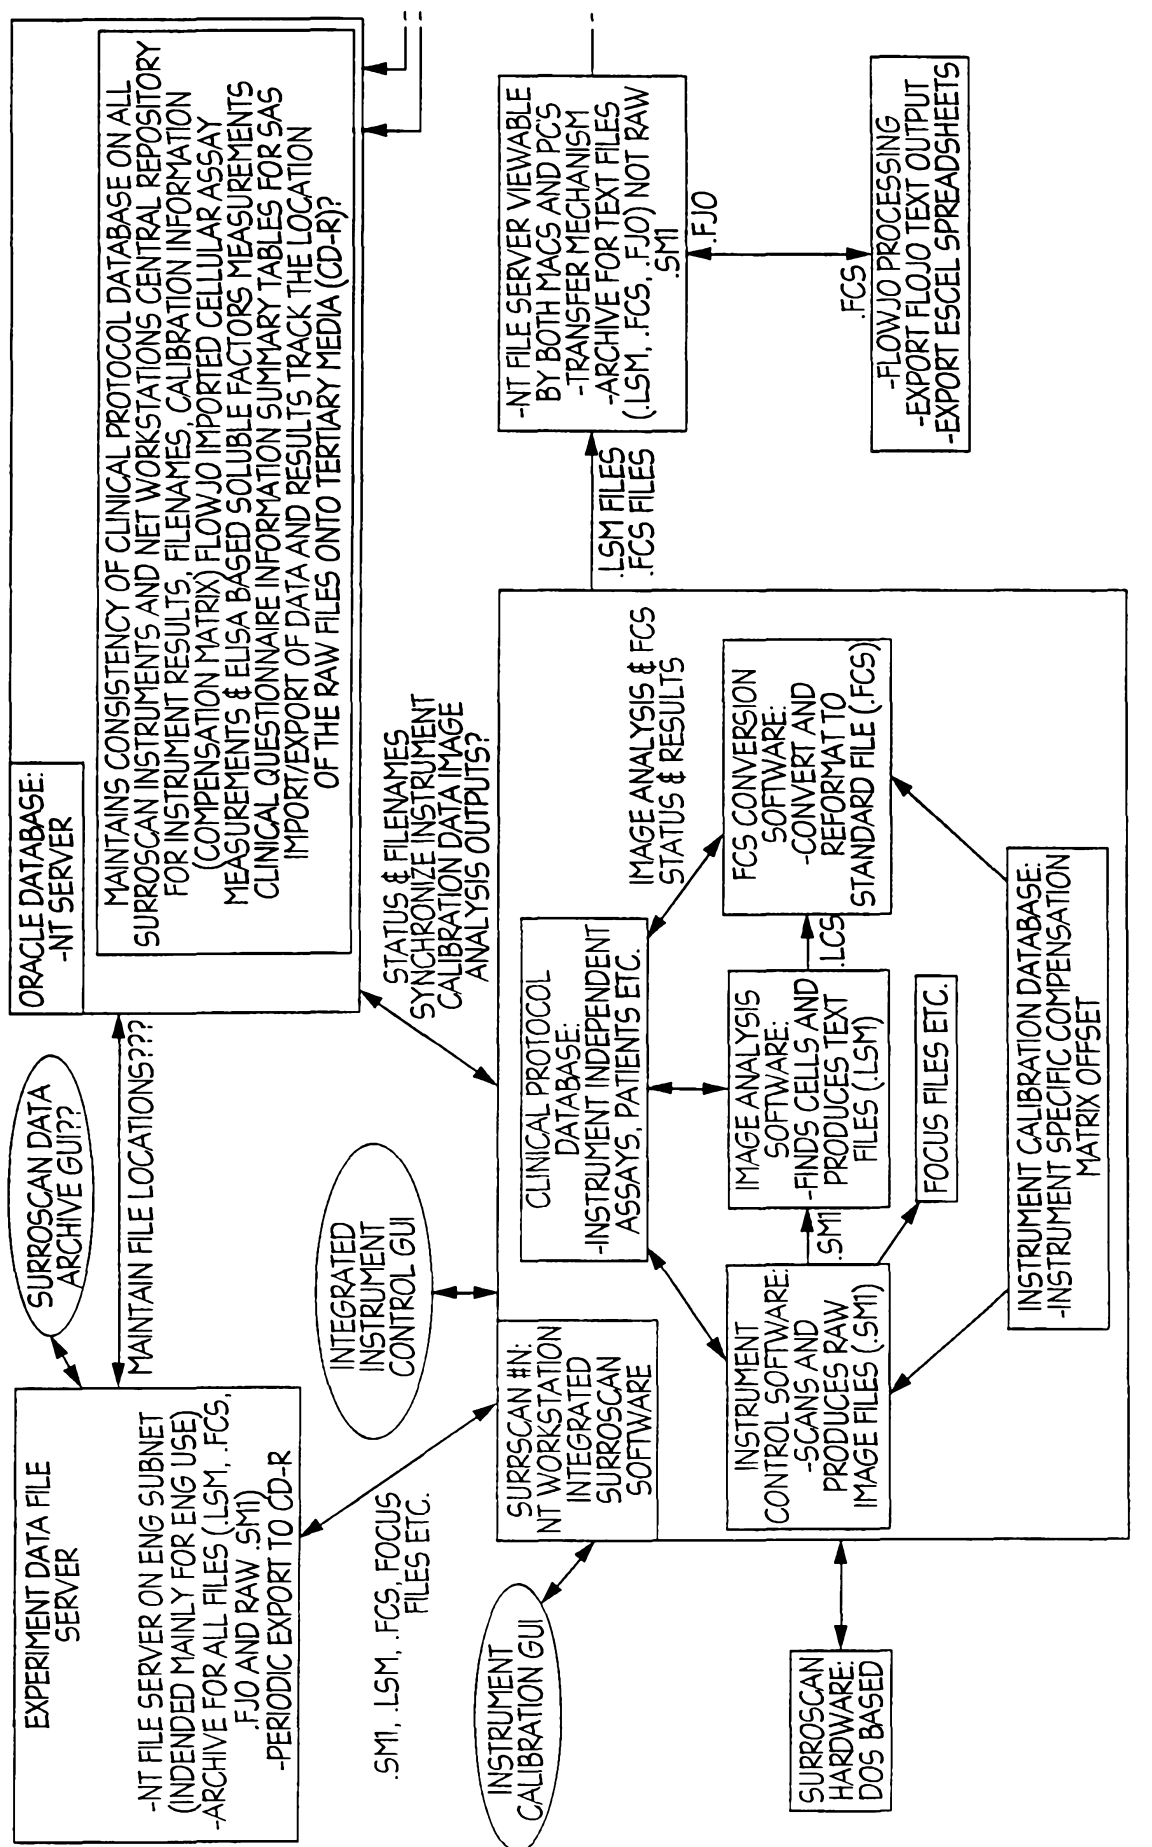 EXPERIMENT DATA FILE
SERVER
-NT FILE SERVER ON ENG SUBNET
(INDENDED MAINLY FOR ENG USE)
-ARCHIVE FOR ALL FILES (.LSM, .FCS,
.FJO AND RAW .SM1)
-PERIODIC EXPORT TO CD-R
SURROSCAN DATA
ARCHIVE GUI??
MAINTAIN FILE LOCATIONS???
ORACLE DATABASE:
-NT SERVER
MAINTAINS CONSISTENCY OF CLINICAL PROTOCOL DATABASE ON ALL
SURROSCAN INSTRUMENTS AND NET WORKSTATIONS CENTRAL REPOSITORY
FOR INSTRUMENT RESULTS, FILENAMES, CALIBRATION INFORMATION
(COMPENSATION MATRIX) FLOWJO IMPORTED CELLULAR ASSAY
MEASUREMENTS & ELISA BASED SOLUBLE FACTORS MEASUREMENTS
CLINICAL QUESTIONNAIRE INFORMATION SUMMARY TABLES FOR SAS
IMPORT/EXPORT OF DATA AND RESULTS TRACK THE LOCATION
OF THE RAW FILES ONTO TERTIARY MEDIA (CD-R)?
.SM1, .LSM, .FCS, FOCUS
FILES ETC.
INTEGRATED
INSTRUMENT
CONTROL GUI
STATUS & FILENAMES
SYNCHRONIZE INSTRUMENT
CALIBRATION DATA IMAGE
ANALYSIS OUTPUTS?
INSTRUMENT
CALIBRATION GUI
SURRSCAN #N:
NT WORKSTATION
INTEGRATED
SURROSCAN
SOFTWARE
CLINICAL PROTOCOL
DATABASE:
-INSTRUMENT INDEPENDENT
ASSAYS, PATIENTS ETC.
IMAGE ANALYSIS & FCS
STATUS & RESULTS
.LSM FILES
.FCS FILES
-NT FILE SERVER VIEWABLE
BY BOTH MACS AND PC'S
-TRANSFER MECHANISM
-ARCHIVE FOR TEXT FILES
(.LSM, .FCS, .FJO) NOT RAW
.SM1
.FJO
.FCS
-FLOWJO PROCESSING
-EXPORT FLOJO TEXT OUTPUT
-EXPORT ESCEL SPREADSHEETS
SURROSCAN
HARDWARE:
DOS BASED
INSTRUMENT
CONTROL SOFTWARE:
-SCANS AND
PRODUCES RAW
IMAGE FILES (.SM1)
.SM1
IMAGE ANALYSIS
SOFTWARE:
-FINDS CELLS AND
PRODUCES TEXT
FILES (.LSM)
.LCS
FCS CONVERSION
SOFTWARE:
-CONVERT AND
REFORMAT TO
STANDARD FILE (.FCS)
FOCUS FILES ETC.
INSTRUMENT CALIBRATION DATABASE:
-INSTRUMENT SPECIFIC COMPENSATION
MATRIX OFFSET